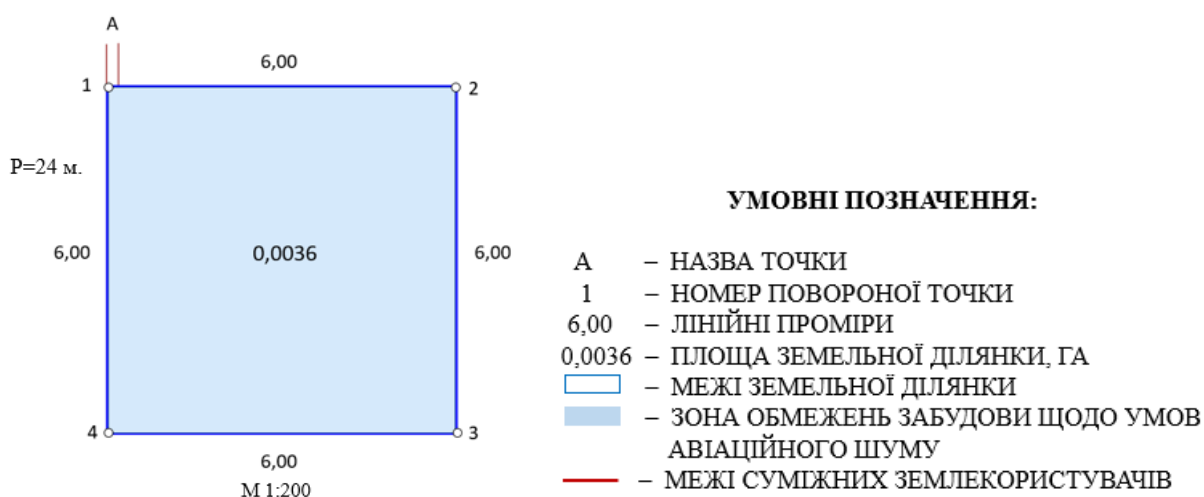 А
6,00
1
2
Р=24 м.
6,00
0,0036
6,00
4
3
6,00
М 1:200
УМОВНІ ПОЗНАЧЕННЯ:
А – НАЗВА ТОЧКИ
1 – НОМЕР ПОВОРОНОЇ ТОЧКИ
6,00 – ЛІНІЙНІ ПРОМІРИ
0,0036 – ПЛОЩА ЗЕМЕЛЬНОЇ ДІЛЯНКИ, ГА
– МЕЖІ ЗЕМЕЛЬНОЇ ДІЛЯНКИ
– ЗОНА ОБМЕЖЕНЬ ЗАБУДОВИ ЩОДО УМОВ
АВІАЦІЙНОГО ШУМУ
– МЕЖІ СУМІЖНИХ ЗЕМЛЕКОРИСТУВАЧІВ